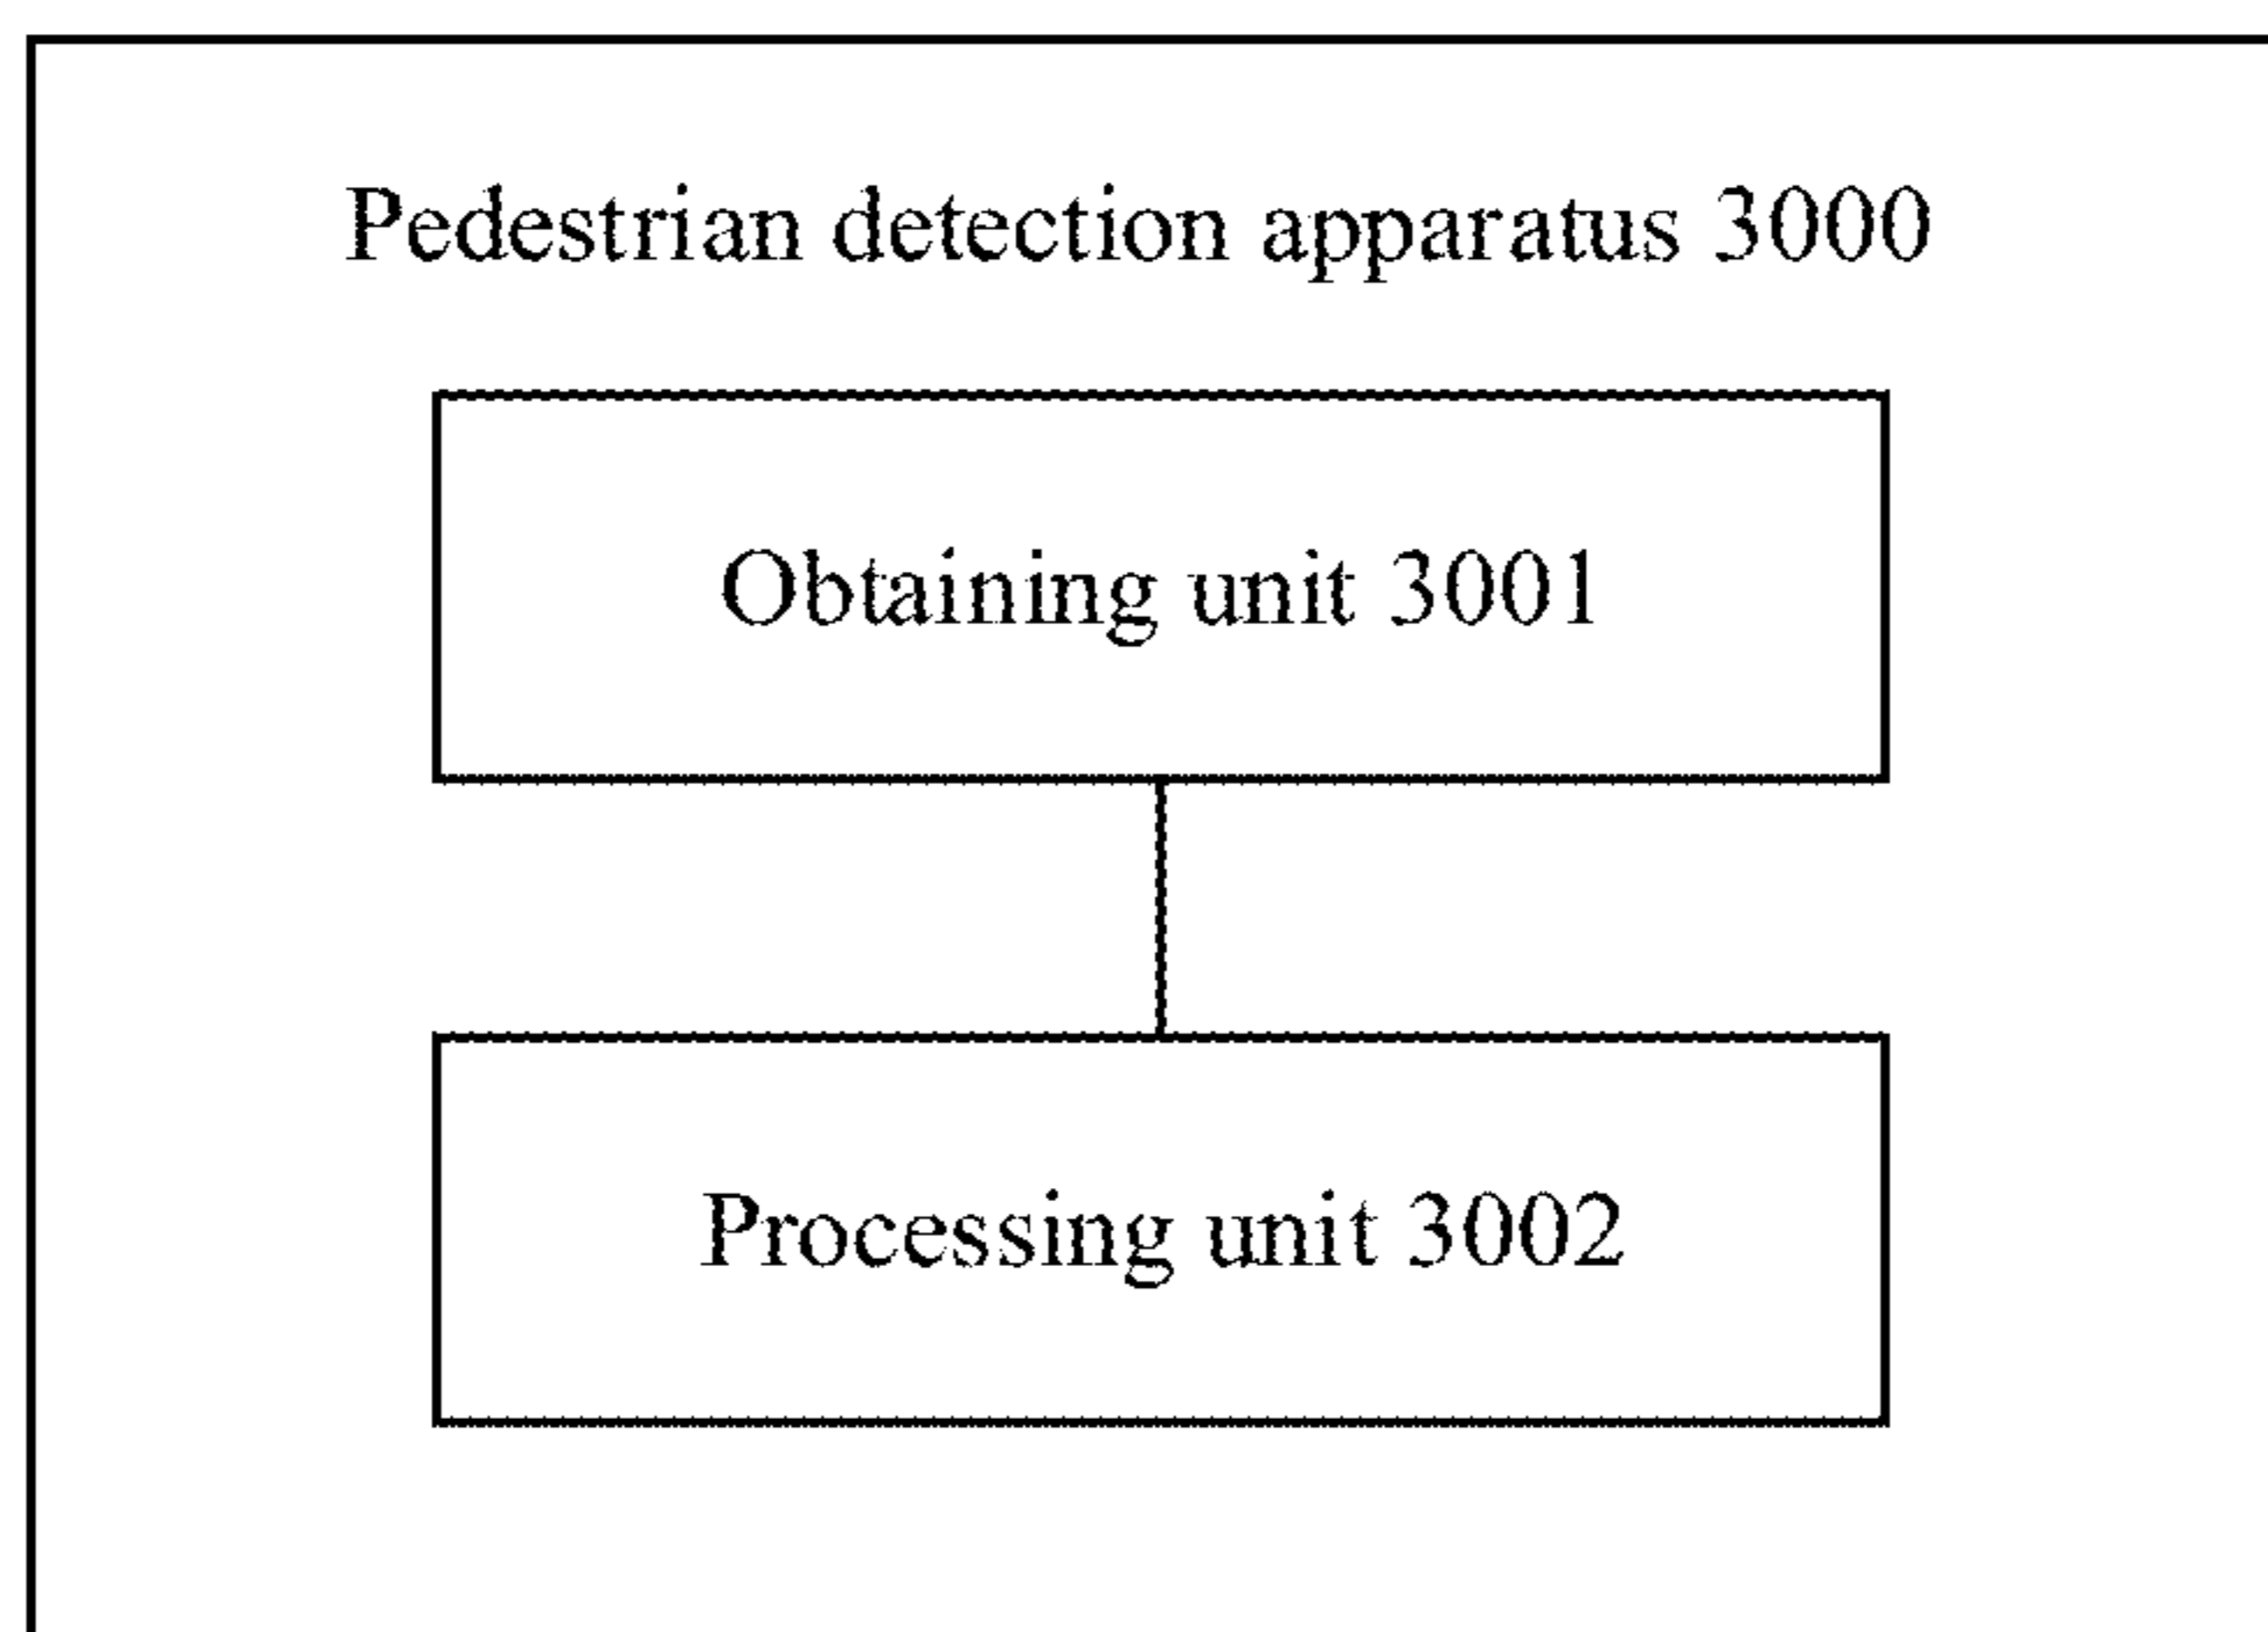 Pedestrian detection apparatus 3000
Obtaining unit 3001
Processing unit 3002